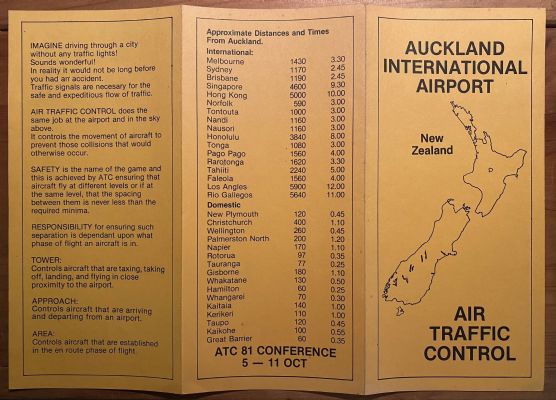 IMAGINE driving through a city
without any traffic lights!
Sounds wonderful!
In reality it would not be long before
you had an accident.
Traffic signals are necesary for the
safe and expeditious flow of traffic.
AIR TRAFFIC CONTROL does the
same job at the airport and in the sky
above.
It controls the movement of aircraft to
prevent those collisions that would
otherwise occur.
SAFETY is the name of the game and
this is achieved by ATC ensuring that
aircraft fly at different levels or if at
the same level, that the spacing
between them is never less than the
required minima.
RESPONSIBILITY for ensuring such
separation is dependant upon what
phase of flight an aircraft is in.
TOWER:
Controls aircraft that are taxing, taking
off, landing, and flying in close
proximity to the airport.
APPROACH:
Controls aircraft that are arriving
and departing from an airport.
AREA:
Controls aircraft that are established
in the en route phase of flight.
Approximate Distances and Times
From Auckland.
International:
Melbourne 1430 3.30
Sydney 1170 2.45
Brisbane 1190 2.45
Singapore 4600 9.30
Hong Kong 5000 10.00
Norfolk 590 3.00
Tontouta 1000 3.00
Nandi 1160 3.00
Nausori 1160 3.00
Honolulu 3840 8.00
Tonga 1080 3.00
Pago Pago 1560 4.00
Rarotonga 1620 3.30
Tahiiti 2240 5.00
Faleola 1560 4.00
Los Angles 5900 12.00
Rio Gallegos 5640 11.00
Domestic
New Plymouth 120 0.45
Christchurch 400 1.10
Wellington 260 0.45
Palmerston North 200 1.20
Napier 170 1.10
Rotorua 97 0.35
Tauranga 77 0.25
Gisborne 180 1.10
Whakatane 130 0.50
Hamilton 60 0.25
Whangarei 70 0.30
Kaitaia 140 1.00
Kerikeri 110 1.00
Taupo 120 0.45
Kaikohe 100 0.55
Great Barrier 60 0.35
ATC 81 CONFERENCE
5 — 11 OCT
AUCKLAND
INTERNATIONAL
AIRPORT
New
Zealand
AIR
TRAFFIC
CONTROL